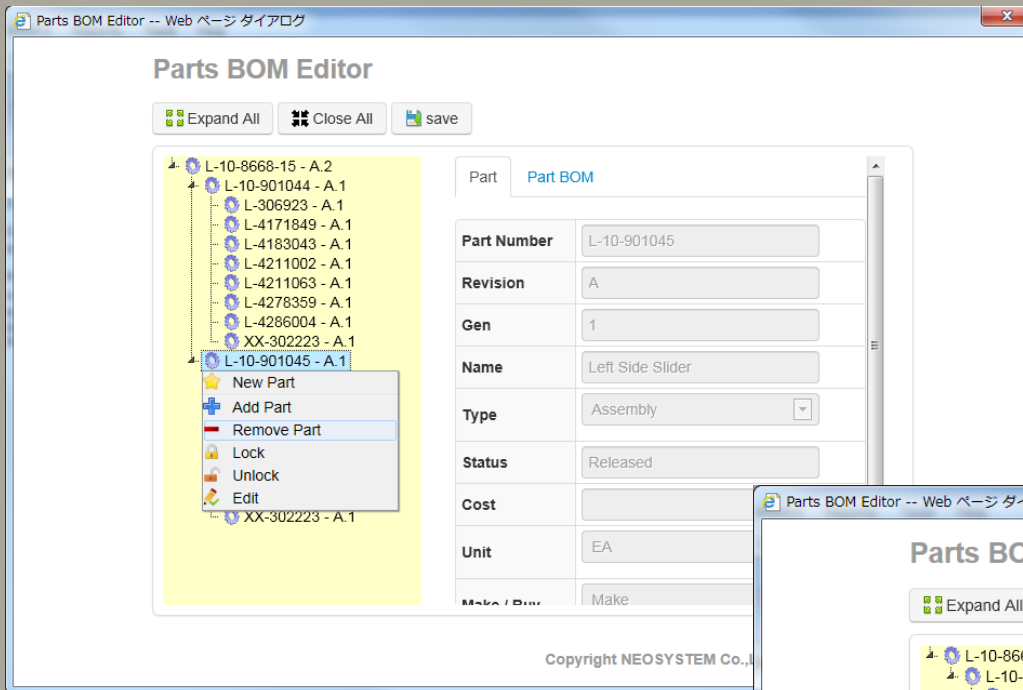 Parts BOM Editor -- Web ページ ダイアログ
Parts BOM Editor
Expand All Close All save
L-10-8668-15 - A.2
L-10-901044 - A.1
L-306923 - A.1
L-4171849 - A.1
L-4183043 - A.1
L-4211002 - A.1
L-4211063 - A.1
L-4278359 - A.1
L-4286004 - A.1
XX-302223 - A.1
L-10-901045 - A.1
New Part
Add Part
Remove Part
Lock
Unlock
Edit
XX-302223 - A.1
Part Part BOM
Part Number L-10-901045
Revision A
Gen 1
Name Left Side Slider
Type Assembly
Status Released
Cost
Unit EA
Make / Buy Make
Copyright NEOSYSTEM Co.,L
Parts BOM Editor -- Web ページ ダイ
Parts BO
Expand All
L-10-866
L-10-